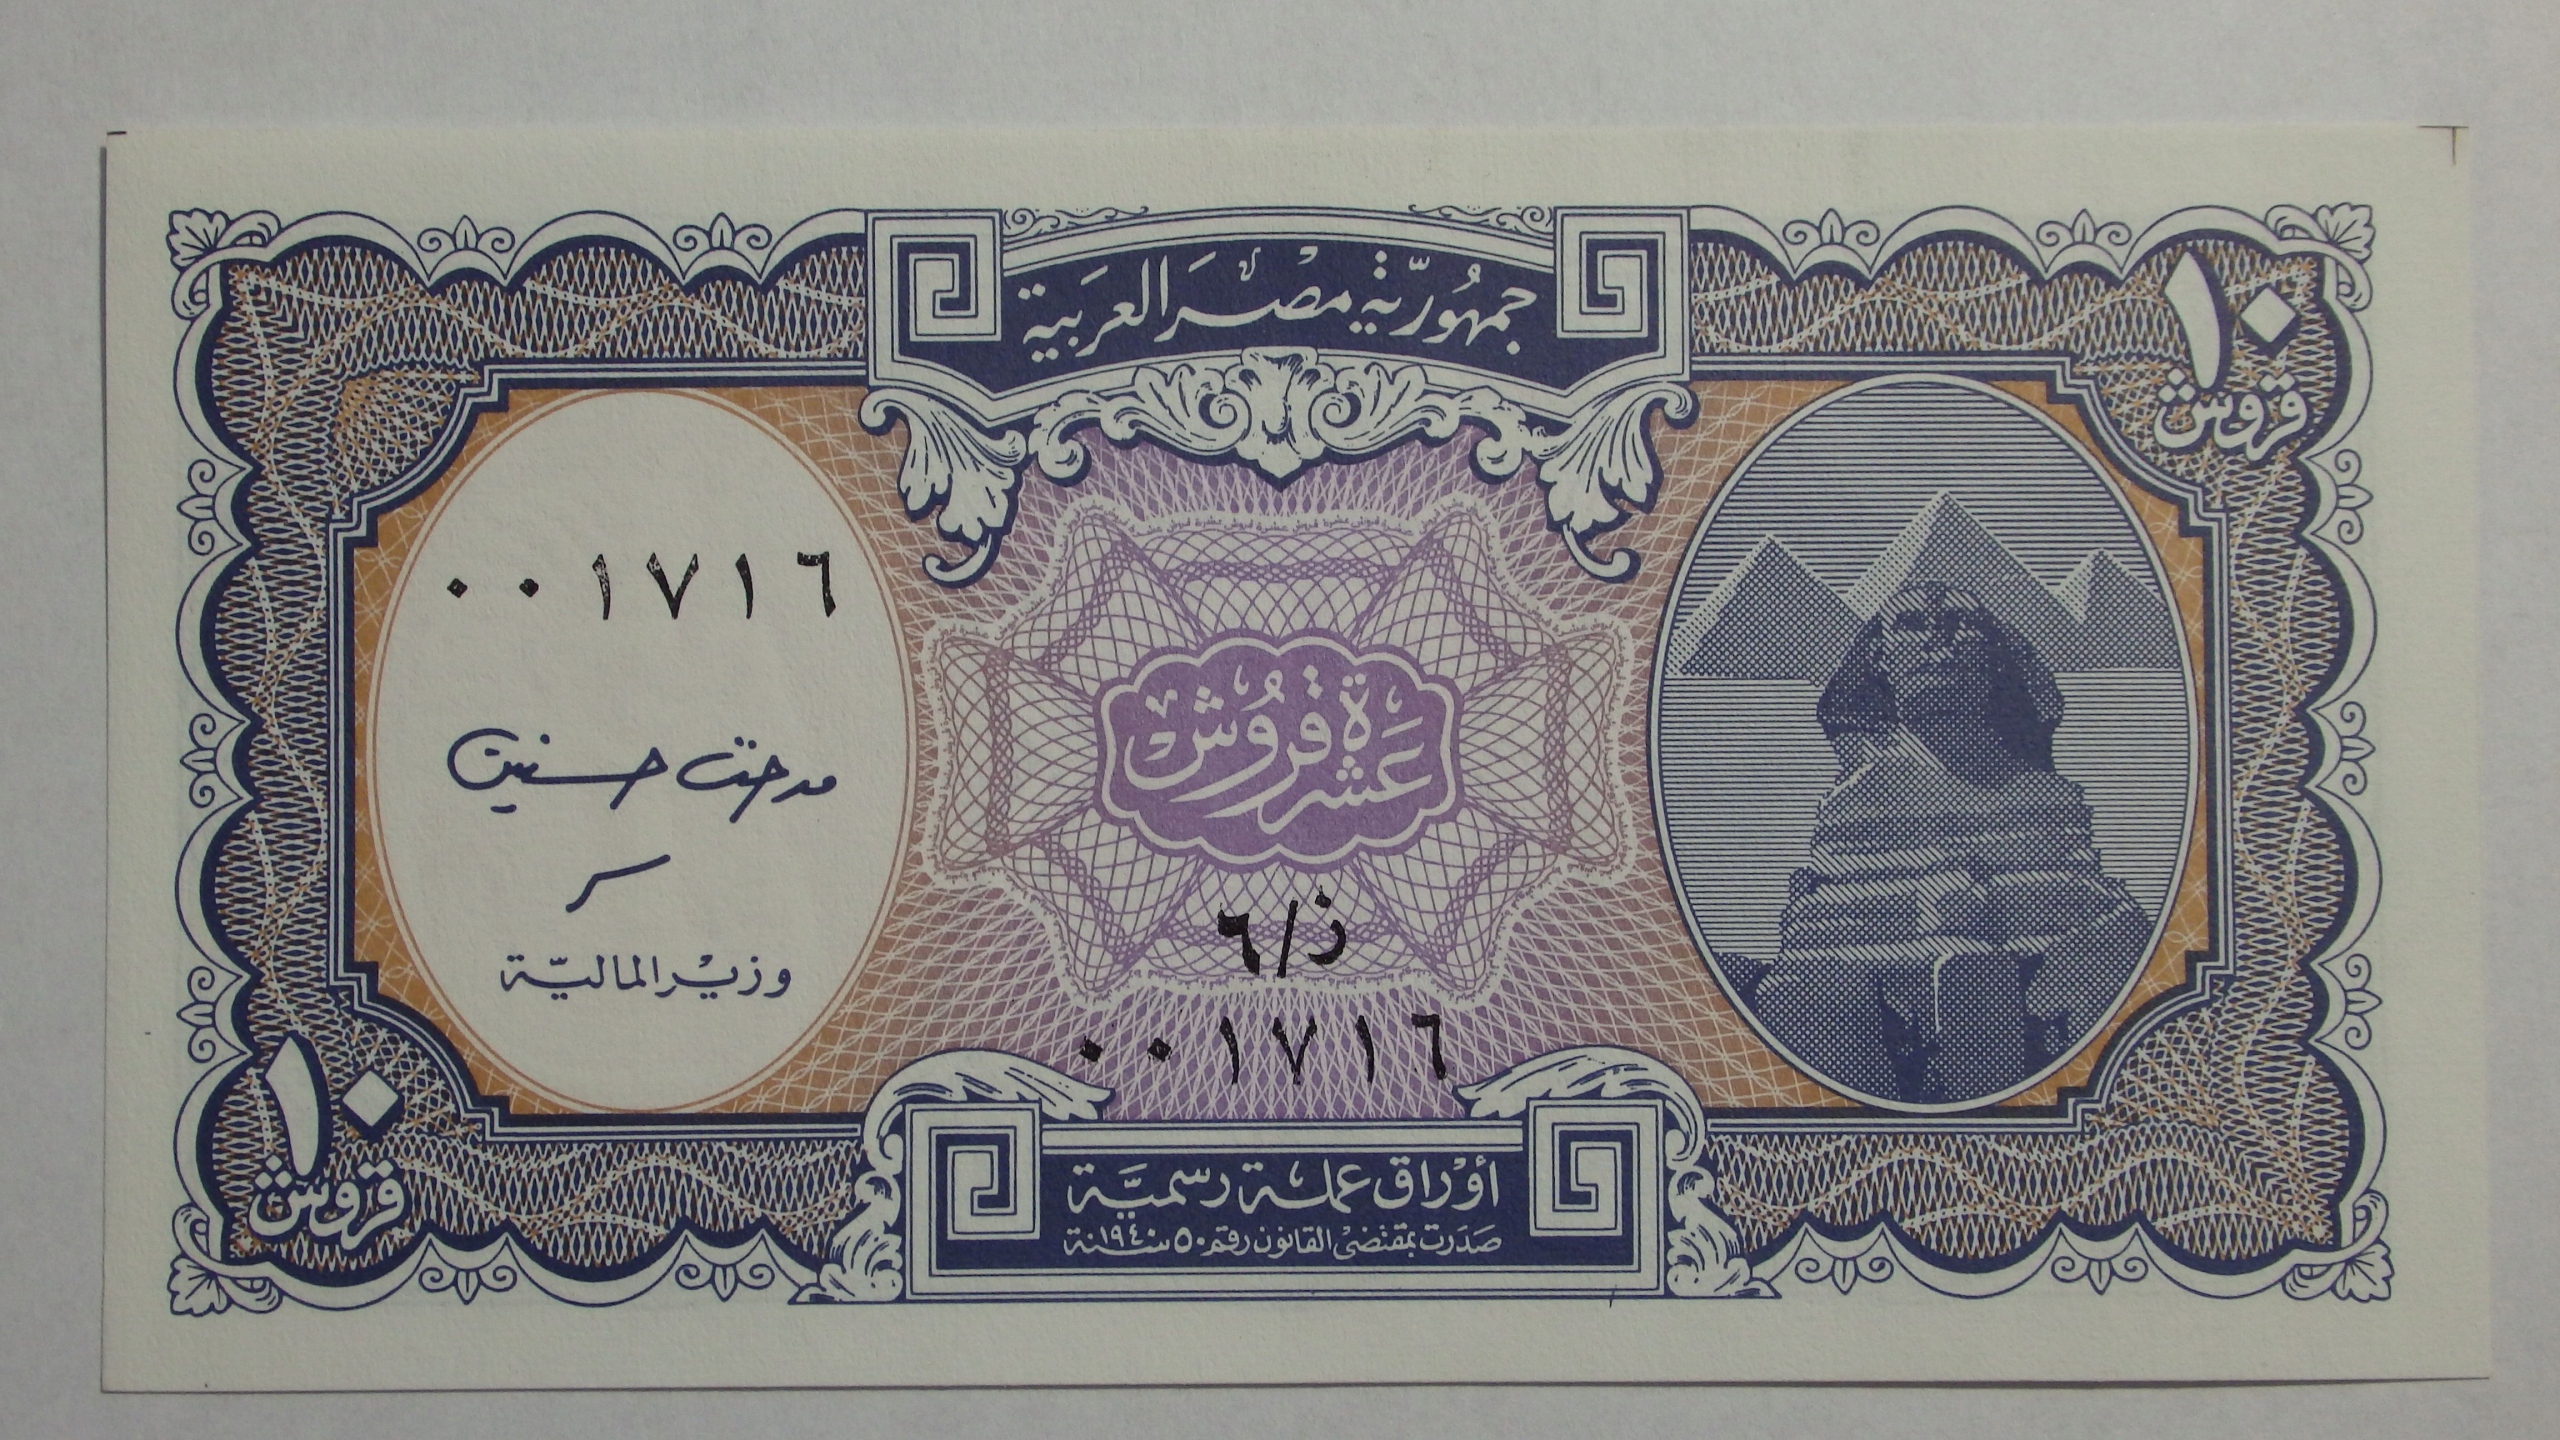 جمهورية مصر العربية
١٠
قروش
٠٠١٧١٦
عشرة قروش
مدحت حسنين
وزير المالية
ذ/٦
٠٠١٧١٦
١٠
قروش
أوراق عملة رسمية
صدرت بمقتضى القانون رقم ٥٠ سنة ١٩٤٠